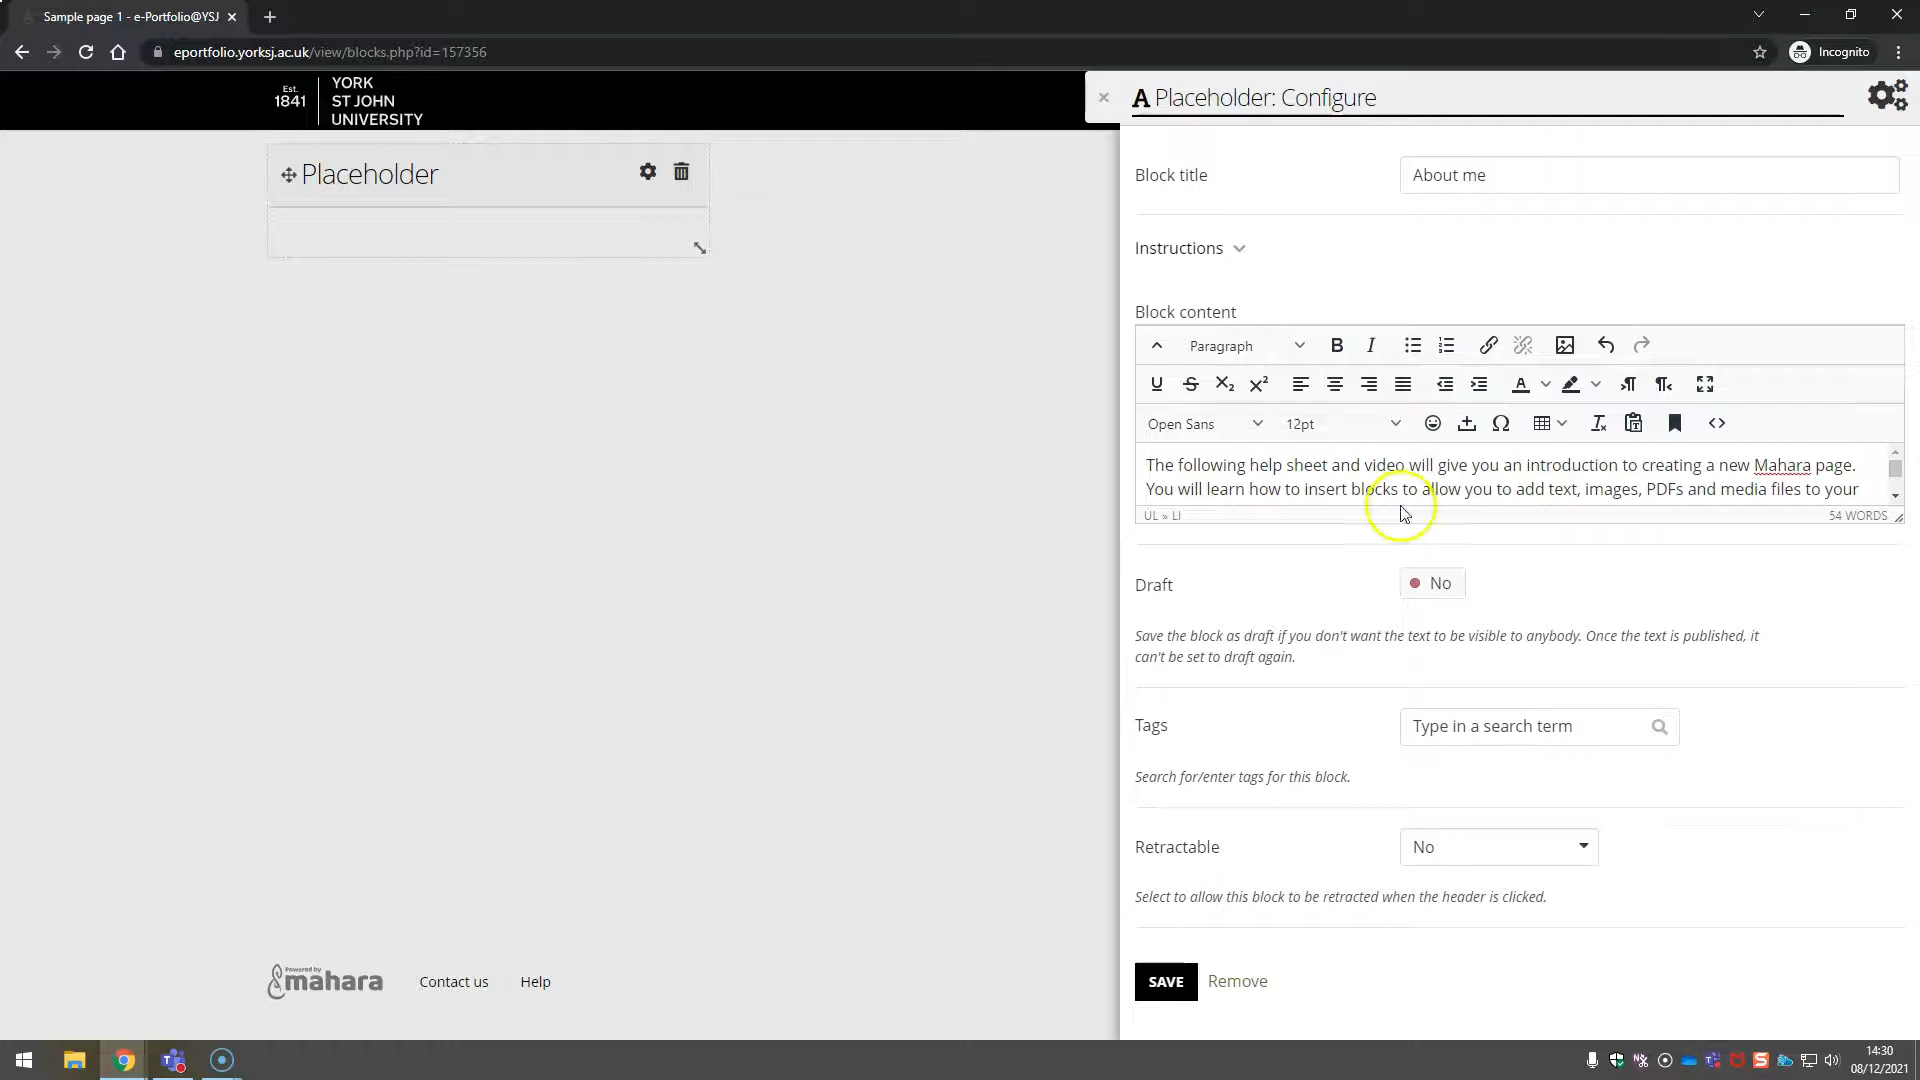 Sample page 1 - e-Portfolio@YSJ
eportfolio.yorksj.ac.uk/view/blocks.php?id=157356
Incognito
Est.
1841
YORK
ST JOHN
UNIVERSITY
A Placeholder: Configure
Placeholder
Block title
About me
Instructions
Block content
Paragraph
B I
U S X₂ X²
A
Open Sans
12pt
Ω
The following help sheet and video will give you an introduction to creating a new Mahara page.
You will learn how to insert blocks to allow you to add text, images, PDFs and media files to your
UL » LI
54 WORDS
Draft
No
Save the block as draft if you don't want the text to be visible to anybody. Once the text is published, it
can't be set to draft again.
Tags
Type in a search term
Search for/enter tags for this block.
Retractable
No
Select to allow this block to be retracted when the header is clicked.
SAVE
Remove
Powered by
mahara
Contact us
Help
14:30
08/12/2021